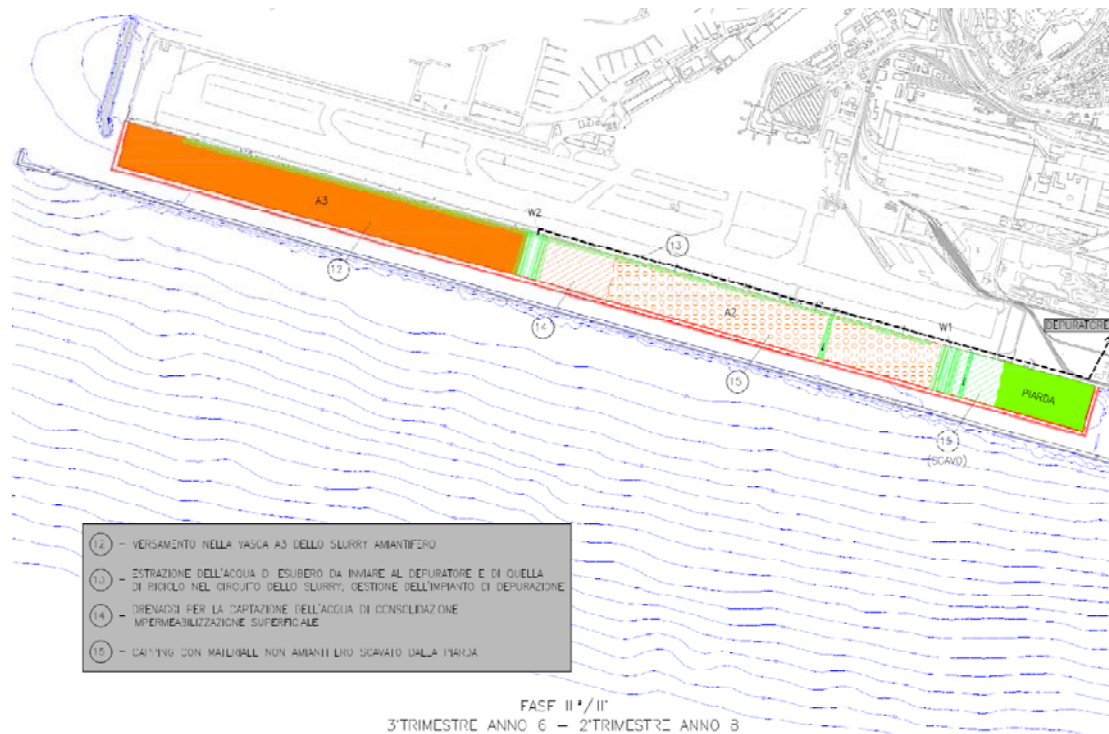 A3
W2
13
12
14
A2
W1
15
DEPURATORE
PIARDA
15
(SCAVO)
12 - VERSAMENTO NELLA VASCA A3 DELLO SLURRY AMIANTIFERO
13 - ESTRAZIONE DELL'ACQUA D ESUBERO DA INVIARE AL DEPURATORE E DI QUELLA
DI RICICLO NEL CIRCUITO DELLO SLURRY, GESTIONE DELL'IMPIANTO DI DEPURAZIONE
14 - DRENAGGI PER LA CAPTAZIONE DELL'ACQUA DI CONSOLIDAZIONE
IMPERMEABILIZZAZIONE SUPERFICIALE
15 - CAPPING CON MATERIALE NON AMIANTIFERO SCAVATO DALLA PIARDA
FASE
3°TRIMESTRE ANNO 6 – 2°TRIMESTRE ANNO 8